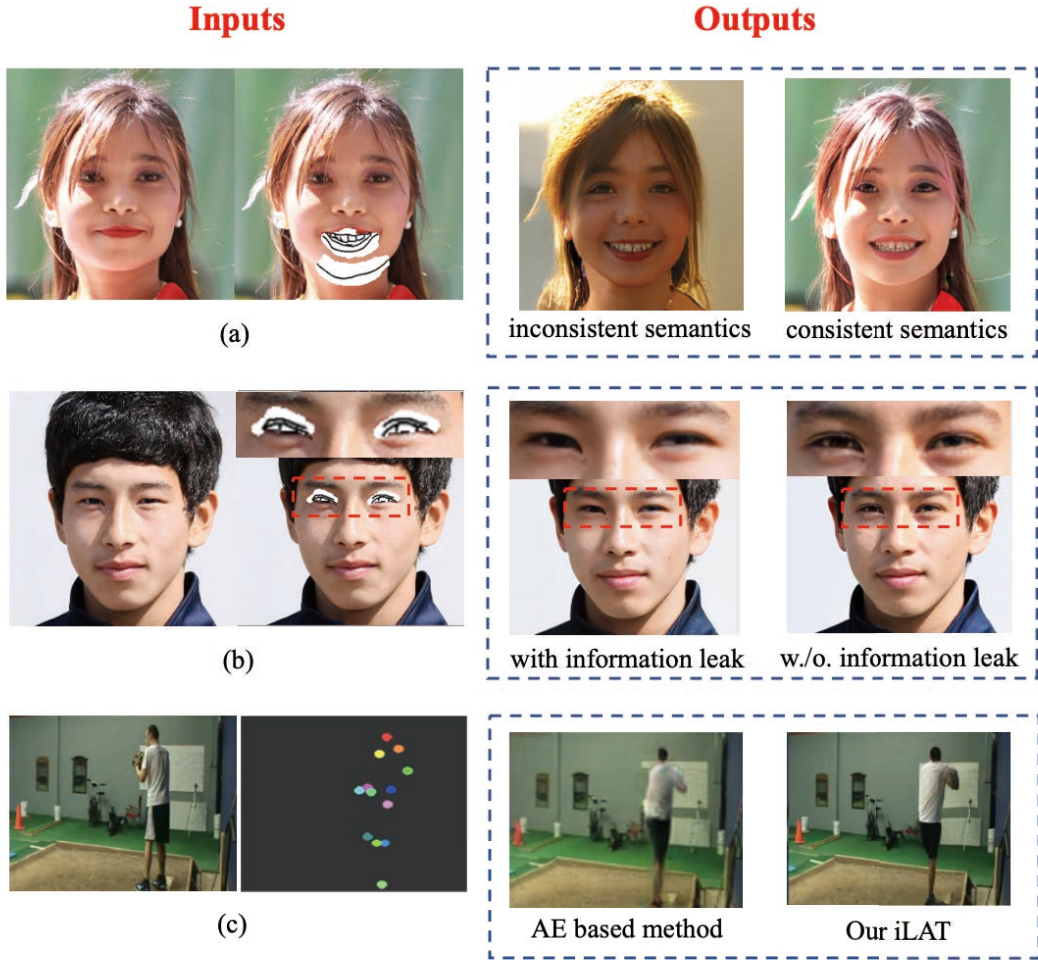 Inputs
Outputs
inconsistent semantics
consistent semantics
(a)
with information leak
w./o. information leak
(b)
AE based method
Our iLAT
(c)